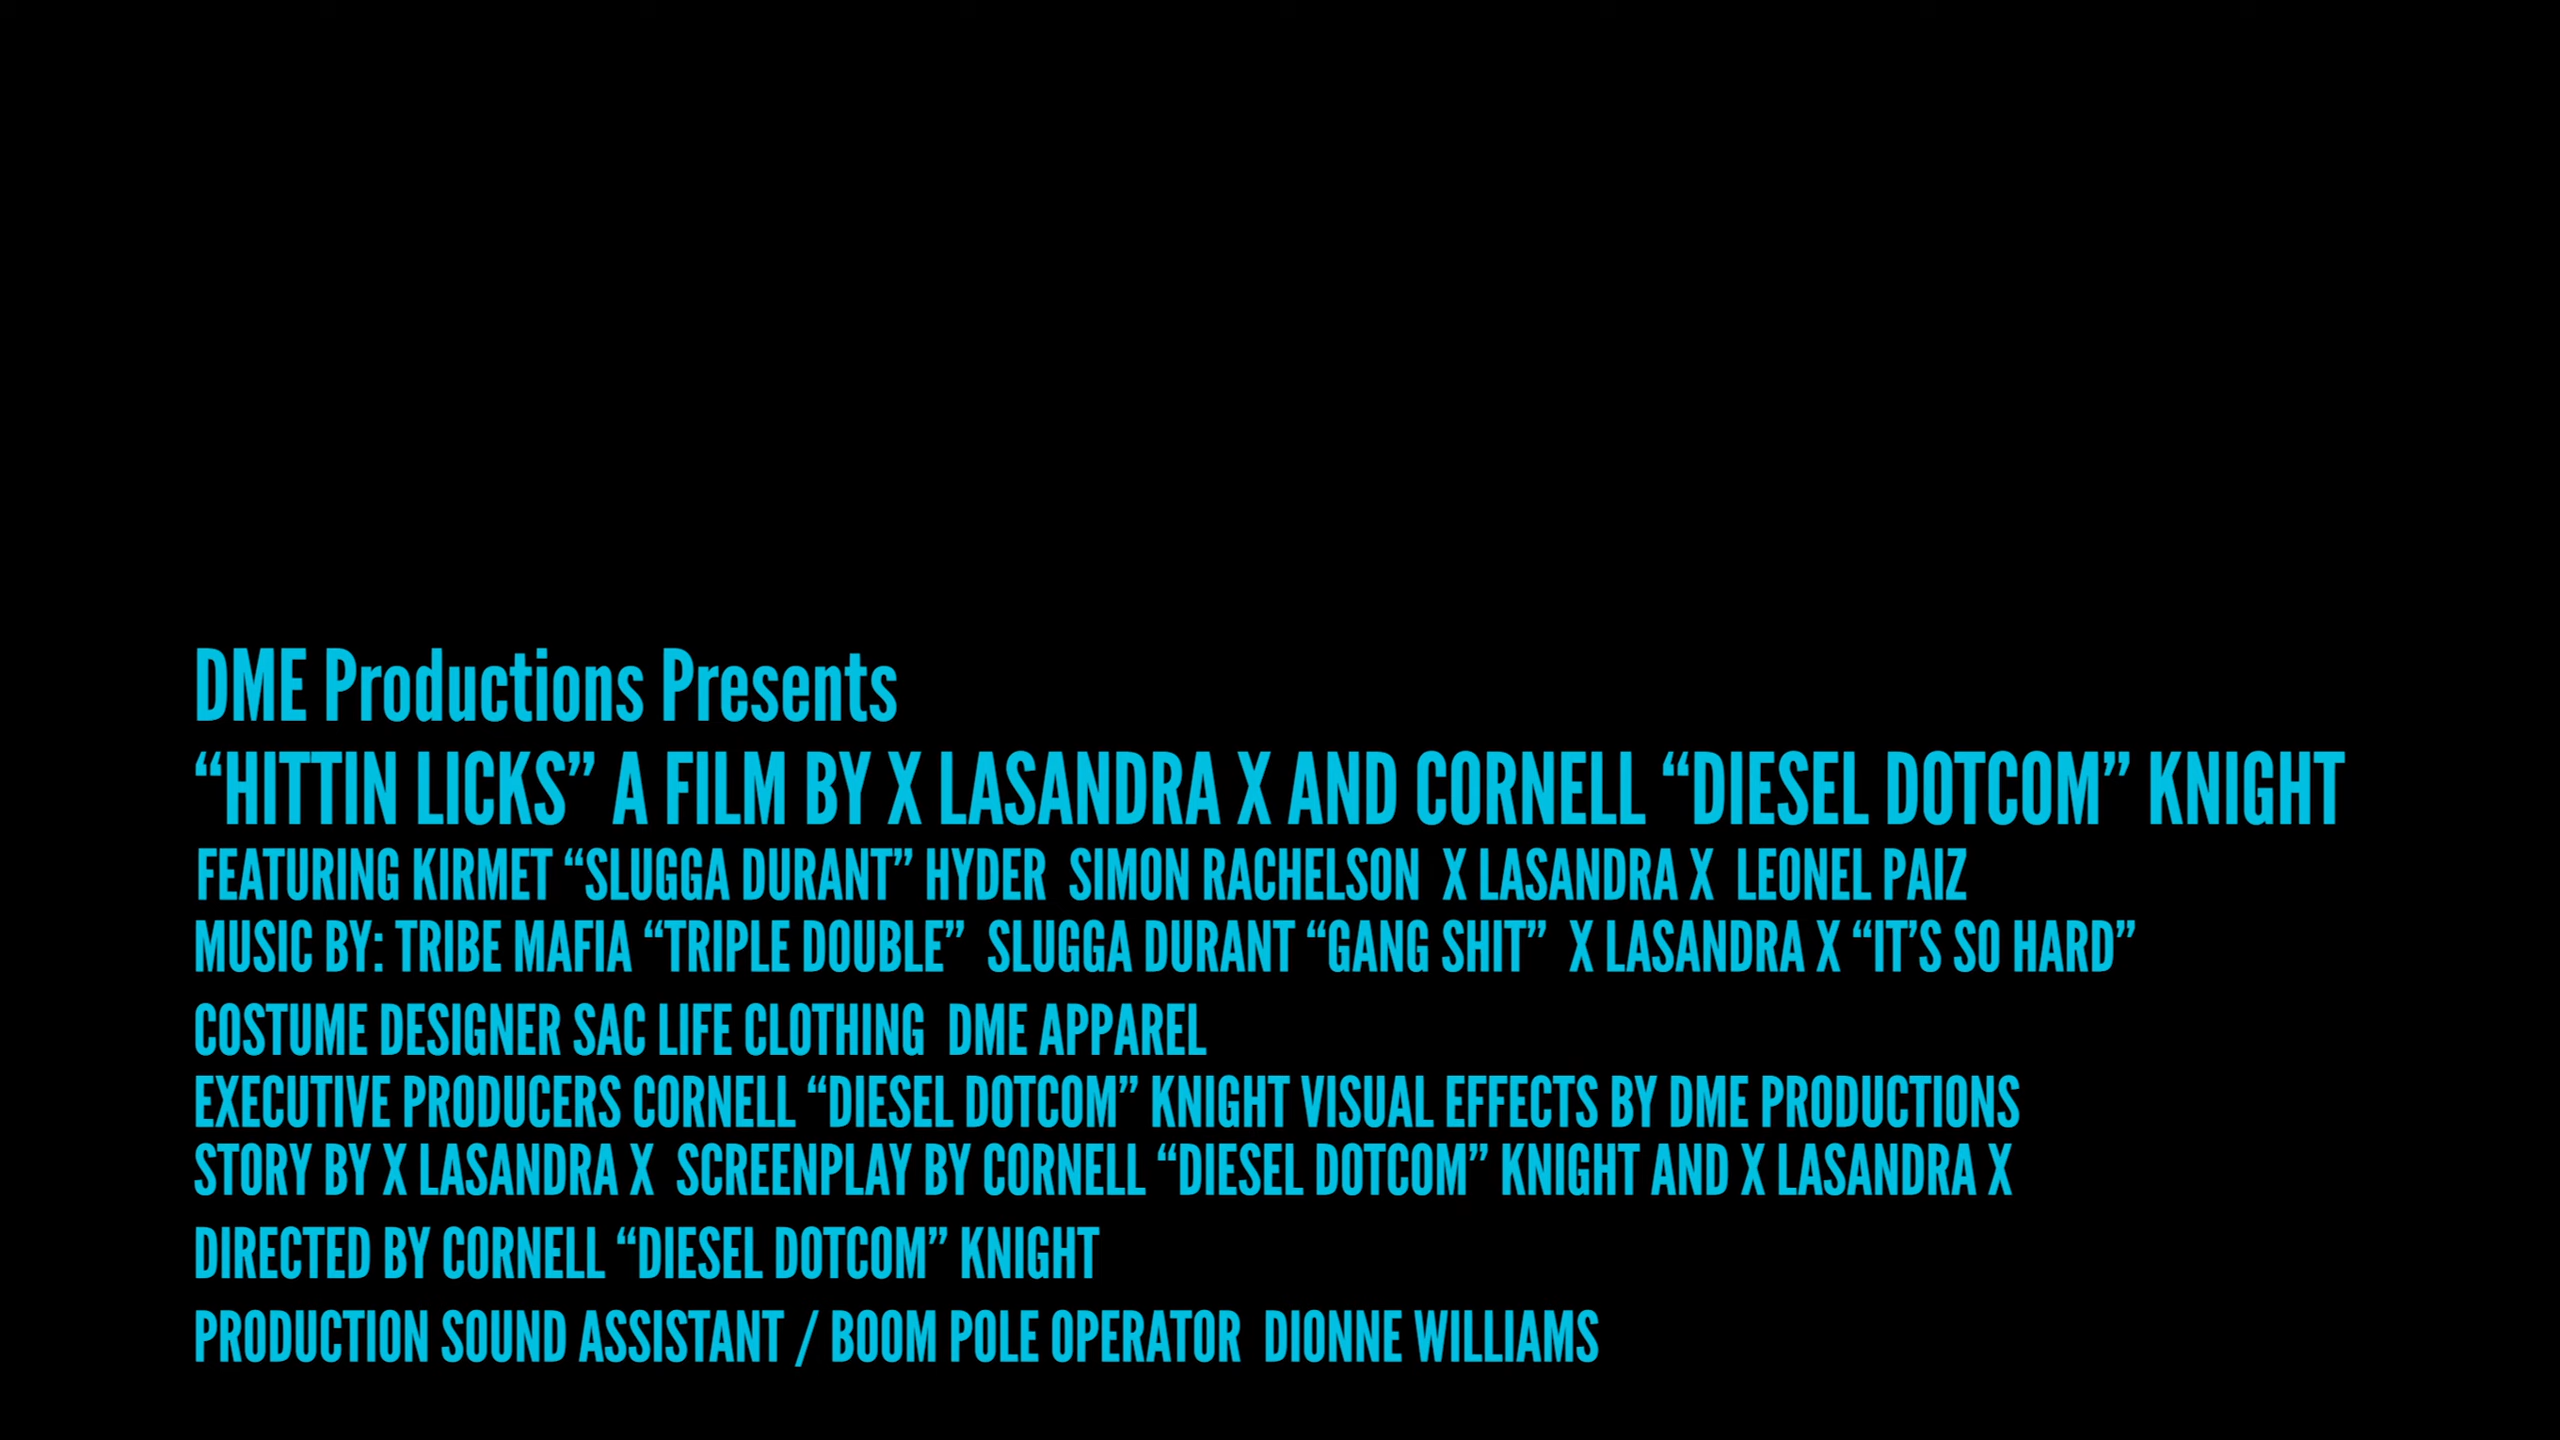 DME Productions Presents
“HITTIN LICKS” A FILM BY X LASANDRA X AND CORNELL “DIESEL DOTCOM” KNIGHT
FEATURING KIRMET “SLUGGA DURANT” HYDER  SIMON RACHELSON  X LASANDRA X  LEONEL PAIZ
MUSIC BY: TRIBE MAFIA “TRIPLE DOUBLE”  SLUGGA DURANT “GANG SHIT”  X LASANDRA X “IT’S SO HARD”
COSTUME DESIGNER SAC LIFE CLOTHING  DME APPAREL
EXECUTIVE PRODUCERS CORNELL “DIESEL DOTCOM” KNIGHT VISUAL EFFECTS BY DME PRODUCTIONS
STORY BY X LASANDRA X  SCREENPLAY BY CORNELL “DIESEL DOTCOM” KNIGHT AND X LASANDRA X
DIRECTED BY CORNELL “DIESEL DOTCOM” KNIGHT
PRODUCTION SOUND ASSISTANT / BOOM POLE OPERATOR  DIONNE WILLIAMS